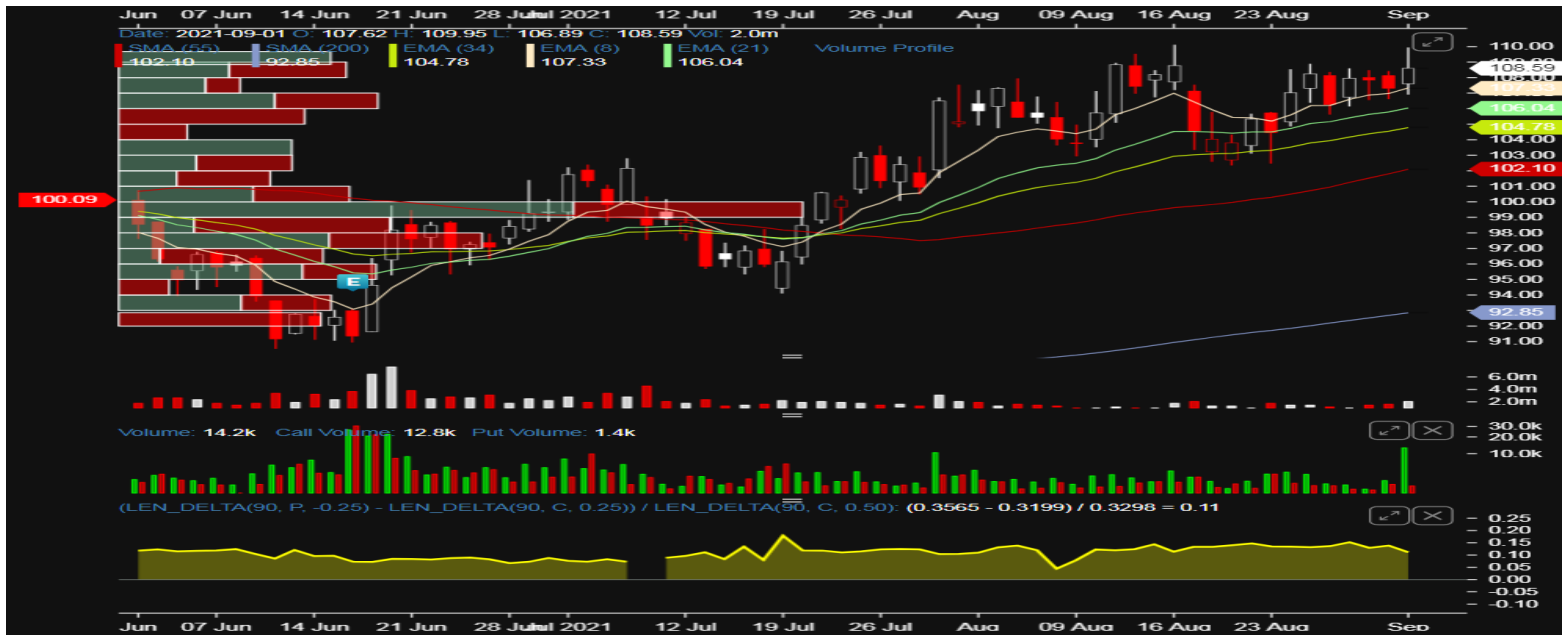 Jun 07 Jun 14 Jun 21 Jun 28 Jun Jul 2021 12 Jul 19 Jul 26 Jul Aug 09 Aug 16 Aug 23 Aug Sep
Date: 2021-09-01 O: 107.62 H: 109.95 L: 106.89 C: 108.59 Vol: 2.0m
SMA (55) SMA (200) EMA (34) EMA (8) EMA (21) Volume Profile
102.10 92.85 104.78 107.33 106.04
110.00
108.59
108.00
107.33
106.04
104.78
104.00
103.00
102.10
101.00
100.09
100.00
99.00
98.00
97.00
96.00
E
95.00
94.00
92.85
92.00
91.00
6.0m
4.0m
2.0m
Volume: 14.2k Call Volume: 12.8k Put Volume: 1.4k
30.0k
20.0k
10.0k
(LEN_DELTA(90, P, -0.25) - LEN_DELTA(90, C, 0.25)) / LEN_DELTA(90, C, 0.50): (0.3565 - 0.3199) / 0.3298 = 0.11
0.25
0.20
0.15
0.10
0.05
0.00
-0.05
-0.10
Jun 07 Jun 14 Jun 21 Jun 28 Jun Jul 2021 12 Jul 19 Jul 26 Jul Aug 09 Aug 16 Aug 23 Aug Sep